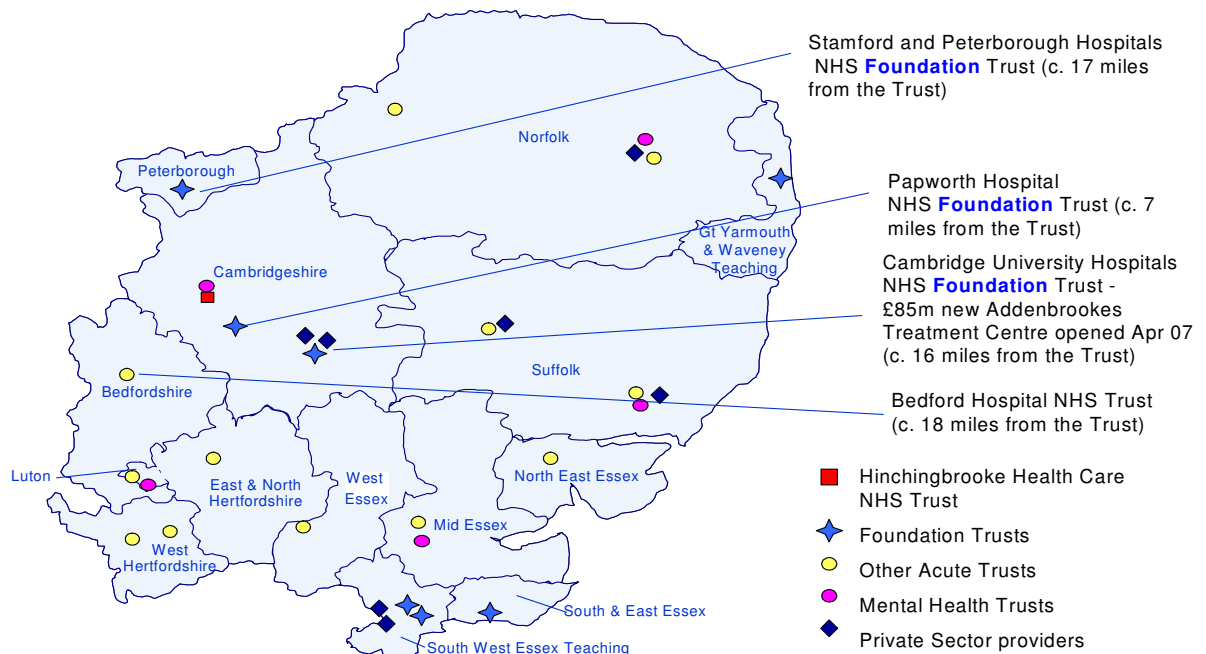 Stamford and Peterborough Hospitals
NHS Foundation Trust (c. 17 miles
from the Trust)
Norfolk
Peterborough
Papworth Hospital
NHS Foundation Trust (c. 7
miles from the Trust)
Gt Yarmouth
& Waveney
Teaching
Cambridgeshire
Cambridge University Hospitals
NHS Foundation Trust -
£85m new Addenbrookes
Treatment Centre opened Apr 07
(c. 16 miles from the Trust)
Suffolk
Bedfordshire
Bedford Hospital NHS Trust
(c. 18 miles from the Trust)
Luton
East & North
Hertfordshire
West
Essex
North East Essex
Mid Essex
West
Hertfordshire
South & East Essex
South West Essex Teaching
Hinchingbrooke Health Care
NHS Trust
Foundation Trusts
Other Acute Trusts
Mental Health Trusts
Private Sector providers